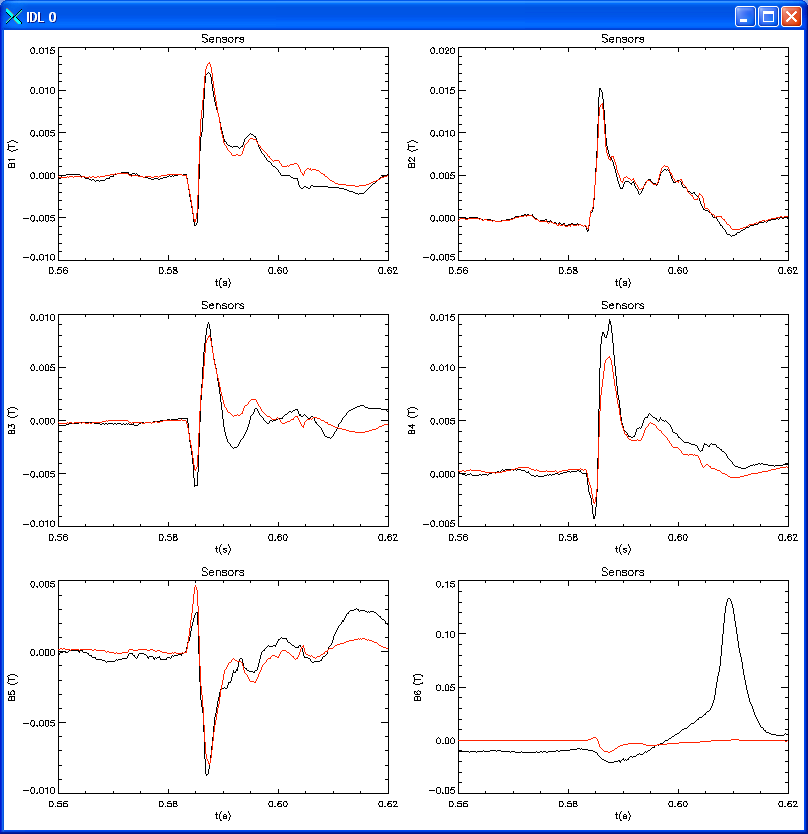 IDL 0
Sensors
0.015
0.010
0.005
0.000
-0.005
-0.010
B1 (T)
0.56 0.58 0.60 0.62
t(s)
Sensors
0.020
0.015
0.010
0.005
0.000
-0.005
B2 (T)
0.56 0.58 0.60 0.62
t(s)
Sensors
0.010
0.005
0.000
-0.005
-0.010
B3 (T)
0.56 0.58 0.60 0.62
t(s)
Sensors
0.015
0.010
0.005
0.000
-0.005
B4 (T)
0.56 0.58 0.60 0.62
t(s)
Sensors
0.005
0.000
-0.005
-0.010
B5 (T)
0.56 0.58 0.60 0.62
t(s)
Sensors
0.15
0.10
0.05
0.00
-0.05
B6 (T)
0.56 0.58 0.60 0.62
t(s)